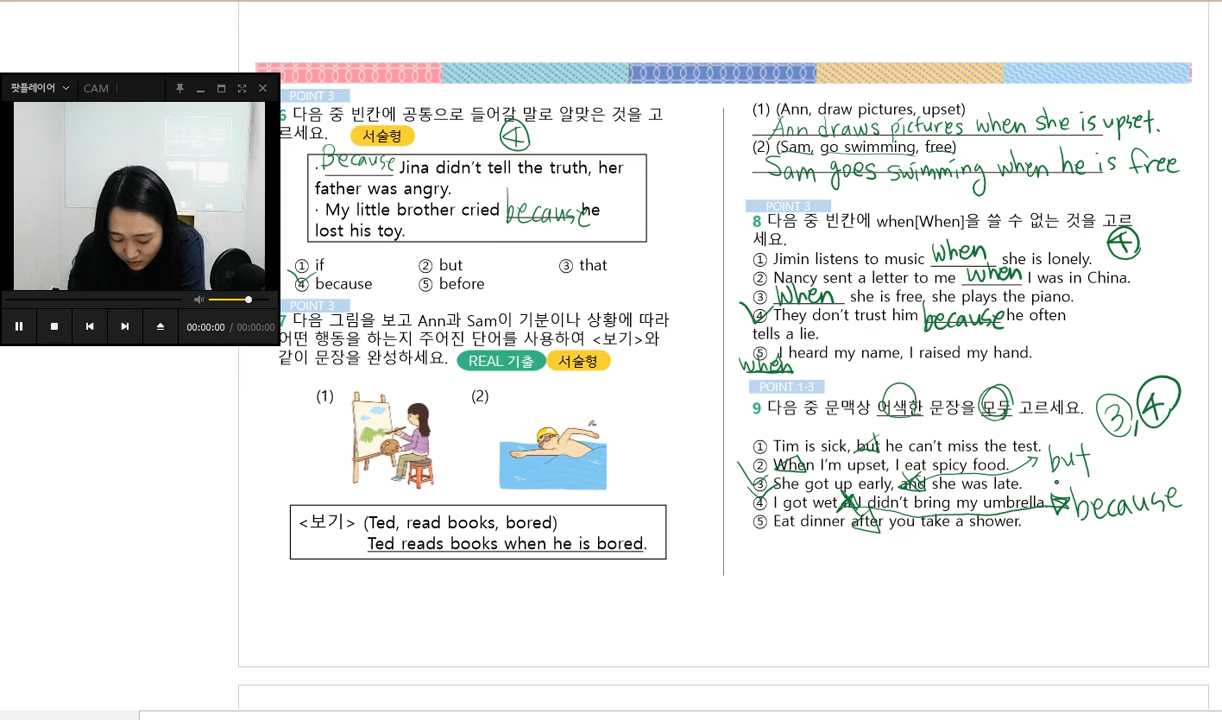 팟플레이어
CAM
00:00:00 / 00:00:00
POINT 3
6 다음 중 빈칸에 공통으로 들어갈 말로 알맞은 것을 고
르세요. 서술형 ④
· Because Jina didn't tell the truth, her
father was angry.
· My little brother cried because he
lost his toy.
① if ② but ③ that
④ because ⑤ before
POINT 3
7 다음 그림을 보고 Ann과 Sam이 기분이나 상황에 따라
어떤 행동을 하는지 주어진 단어를 사용하여 <보기>와
같이 문장을 완성하세요. REAL 기출 서술형
(1) (2)
<보기> (Ted, read books, bored)
Ted reads books when he is bored.
(1) (Ann, draw pictures, upset)
Ann draws pictures when she is upset.
(2) (Sam, go swimming, free)
Sam goes swimming when he is free
POINT 3
8 다음 중 빈칸에 when[When]을 쓸 수 없는 것을 고르
세요. ④
① Jimin listens to music when she is lonely.
② Nancy sent a letter to me when I was in China.
③ When she is free, she plays the piano.
④ They don't trust him because he often
tells a lie.
⑤ when I heard my name, I raised my hand.
POINT 1-3
9 다음 중 문맥상 어색한 문장을 모두 고르세요. ③, ④
① Tim is sick, but he can't miss the test.
② When I'm upset, I eat spicy food. but
③ She got up early, and she was late.
④ I got wet I didn't bring my umbrella. because
⑤ Eat dinner after you take a shower.